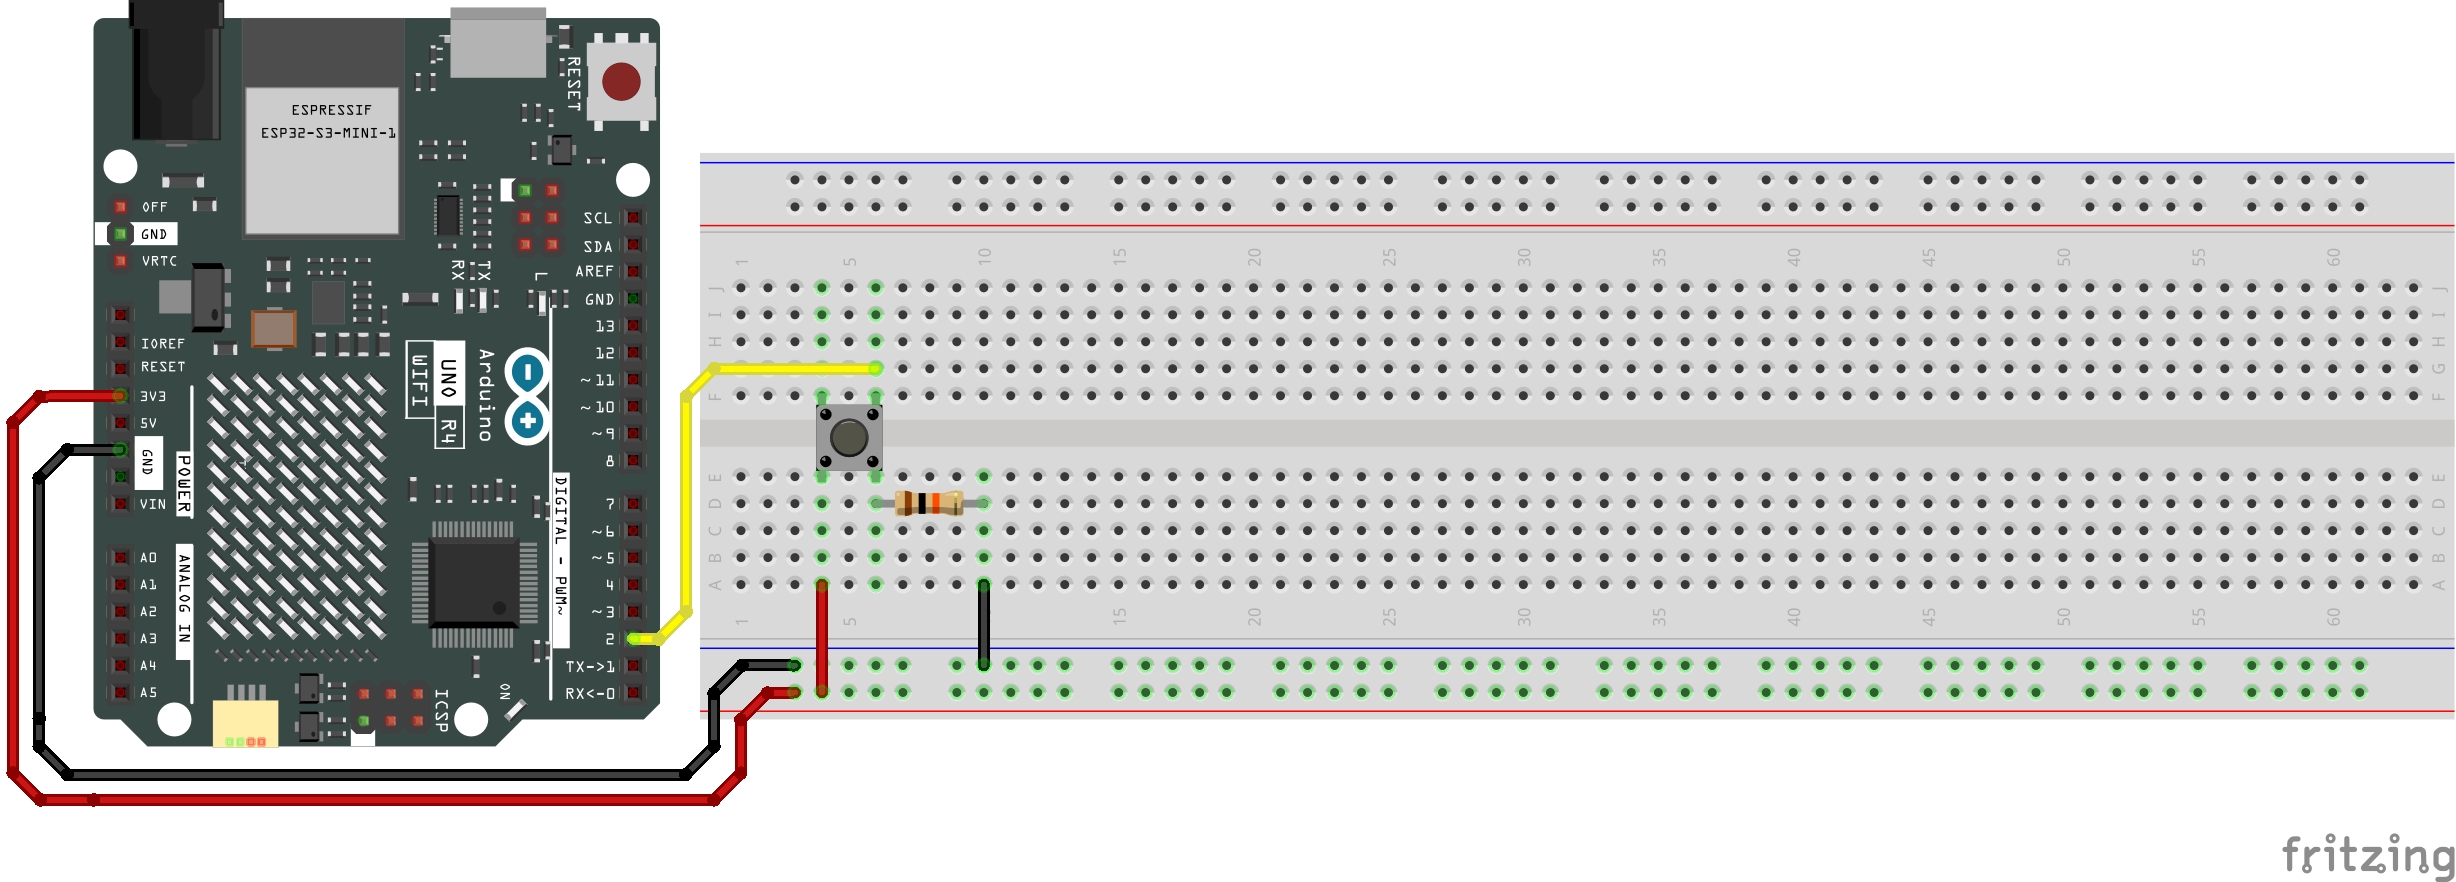 ESPRESSIF
ESP32-S3-MINI-1
RESET
OFF
GND
VRTC
IOREF
RESET
3V3
5V
GND
VIN
POWER
A0
A1
A2
A3
A4
A5
ANALOG IN
SCL
SDA
AREF
GND
13
12
~11
~10
~9
8
7
~6
~5
4
~3
2
TX->1
RX<-0
DIGITAL - PWM~
RX
TX
L
Arduino
UNO R4
WIFI
ICSP
ON
1 5 10 15 20 25 30 35 40 45 50 55 60
J J
I I
H H
G G
F F
E E
D D
C C
B B
A A
1 5 15 20 25 30 35 40 45 50 55 60
fritzing